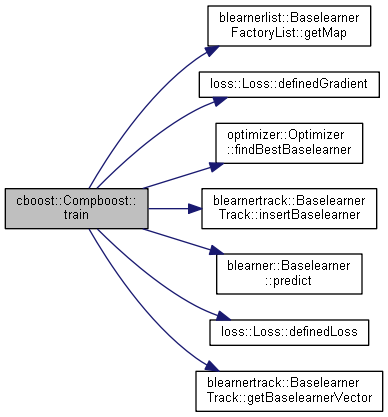 blearnerlist::Baselearner
FactoryList::getMap
loss::Loss::definedGradient
optimizer::Optimizer
::findBestBaselearner
cboost::Compboost::
train
blearnertrack::Baselearner
Track::insertBaselearner
blearner::Baselearner
::predict
loss::Loss::definedLoss
blearnertrack::Baselearner
Track::getBaselearnerVector